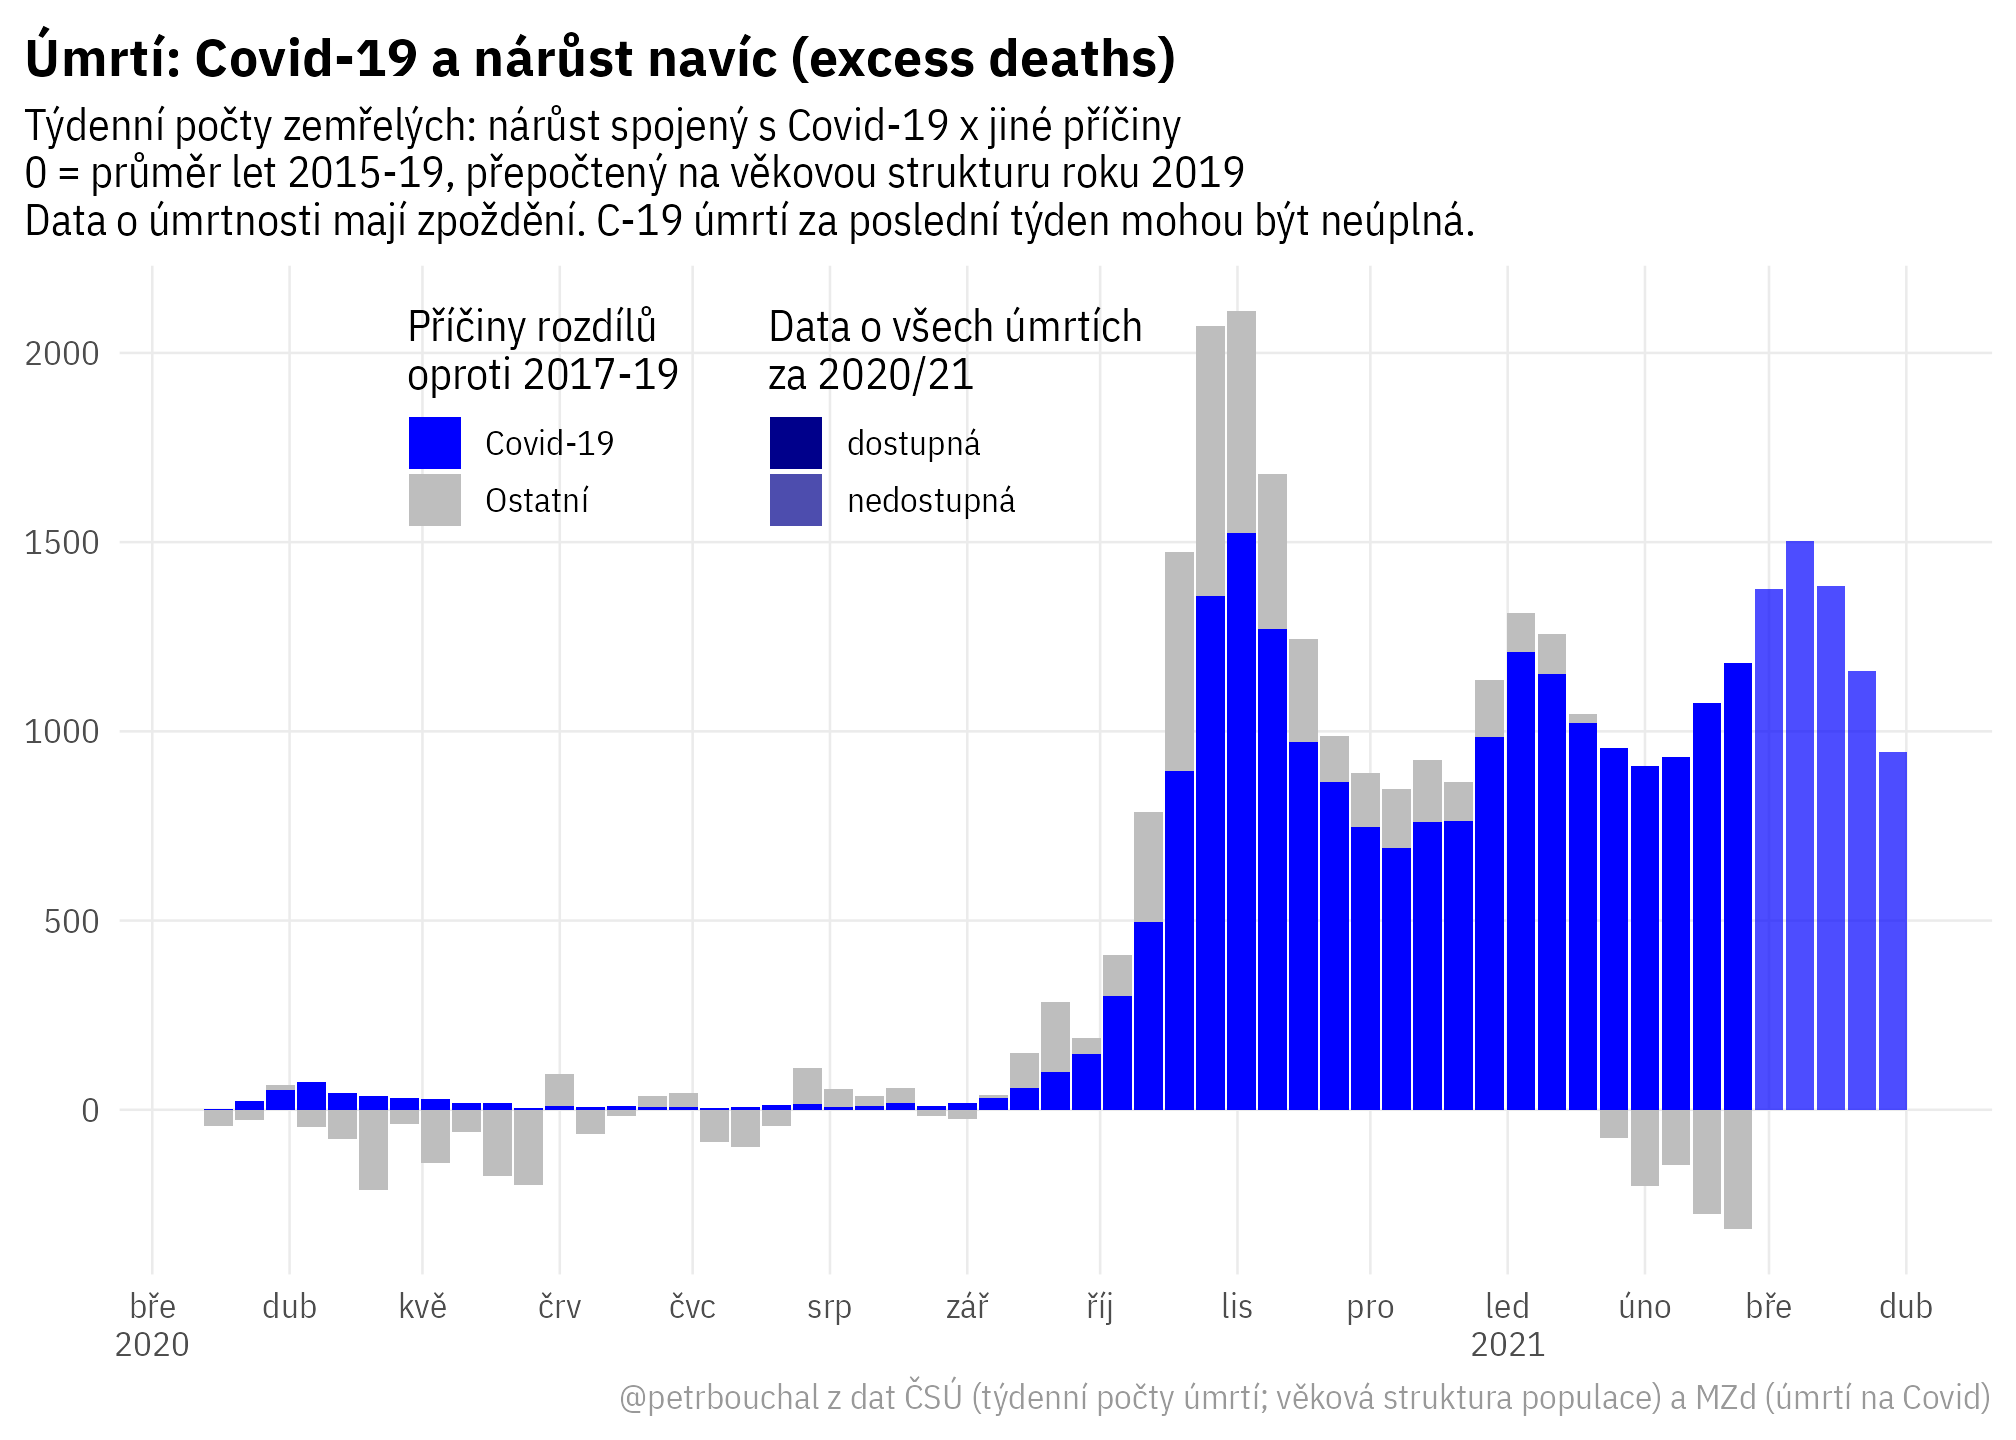 Úmrtí: Covid-19 a nárůst navíc (excess deaths)
Týdenní počty zemřelých: nárůst spojený s Covid-19 x jiné příčiny
0 = průměr let 2015-19, přepočtený na věkovou strukturu roku 2019
Data o úmrtnosti mají zpoždění. C-19 úmrtí za poslední týden mohou být neúplná.
Příčiny rozdílů
oproti 2017-19
Covid-19
Ostatní
Data o všech úmrtích
za 2020/21
dostupná
nedostupná
2000
1500
1000
500
0
bře dub kvě črv čvc srp zář říj lis pro led úno bře dub
2020 2021
@petrbouchal z dat ČSÚ (týdenní počty úmrtí; věková struktura populace) a MZd (úmrtí na Covid)